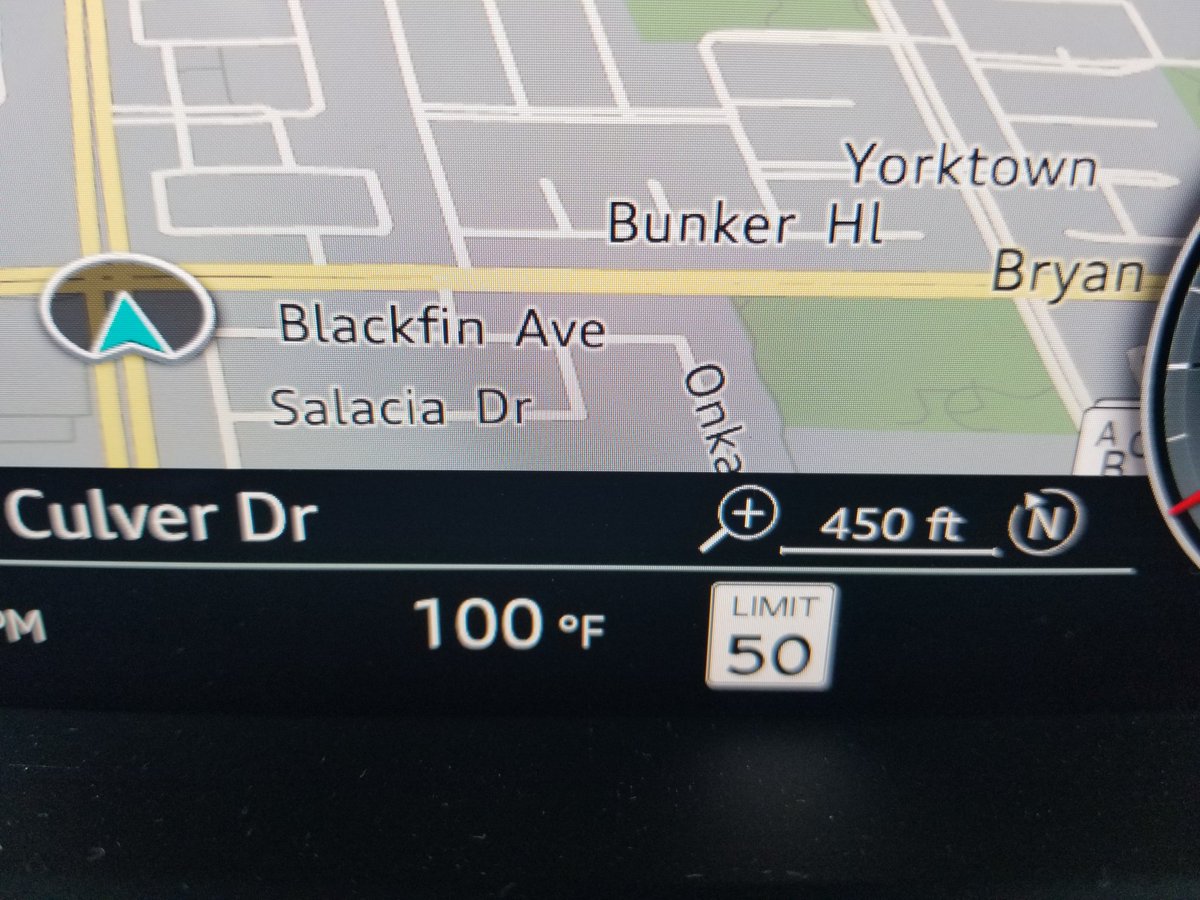 Yorktown
Bunker Hl
Bryan
Blackfin Ave
Salacia Dr
Onka
A
B
Culver Dr
450 ft
N
PM
100 °F
LIMIT
50